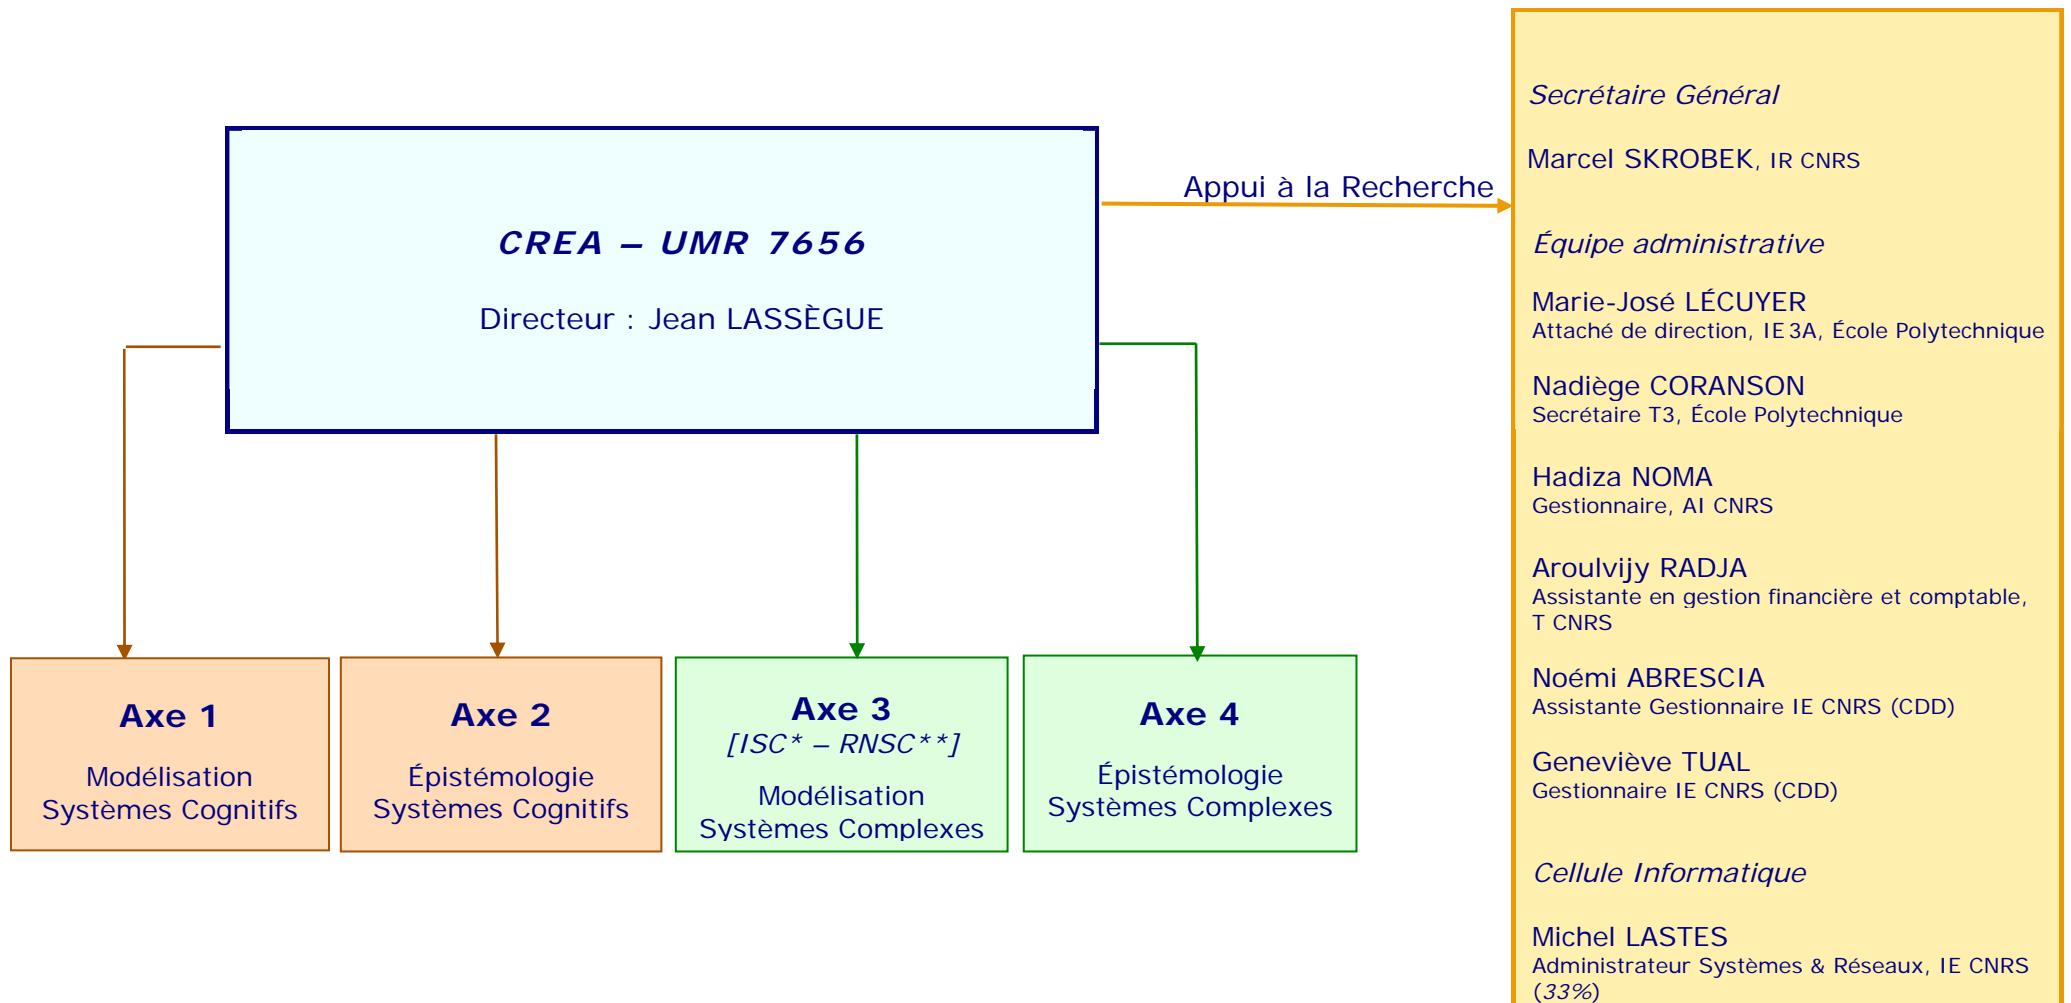 CREA – UMR 7656
Directeur : Jean LASSÈGUE
Appui à la Recherche
Axe 1
Modélisation
Systèmes Cognitifs
Axe 2
Épistémologie
Systèmes Cognitifs
Axe 3
[ISC* – RNSC**]
Modélisation
Systèmes Complexes
Axe 4
Épistémologie
Systèmes Complexes
Secrétaire Général
Marcel SKROBEK, IR CNRS
Équipe administrative
Marie-José LÉCUYER
Attaché de direction, IE 3A, École Polytechnique
Nadiège CORANSON
Secrétaire T3, École Polytechnique
Hadiza NOMA
Gestionnaire, AI CNRS
Aroulvijy RADJA
Assistante en gestion financière et comptable,
T CNRS
Noémi ABRESCIA
Assistante Gestionnaire IE CNRS (CDD)
Geneviève TUAL
Gestionnaire IE CNRS (CDD)
Cellule Informatique
Michel LASTES
Administrateur Systèmes & Réseaux, IE CNRS
(33%)